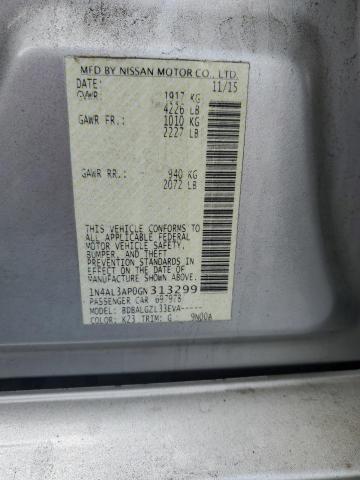 MFD BY NISSAN MOTOR CO., LTD.
DATE: 11/15
GVWR: 1917 KG
4226 LB
GAWR FR.: 1010 KG
2227 LB
GAWR RR.: 940 KG
2072 LB
THIS VEHICLE CONFORMS TO
ALL APPLICABLE FEDERAL
MOTOR VEHICLE SAFETY,
BUMPER, AND THEFT
PREVENTION STANDARDS IN
EFFECT ON THE DATE OF
MANUFACTURE SHOWN ABOVE.
1N4AL3AP0GN313299
PASSENGER CAR 697978
MODEL: BDBALGZL33EVA-----
COLOR: K23 TRIM: G 9N00A